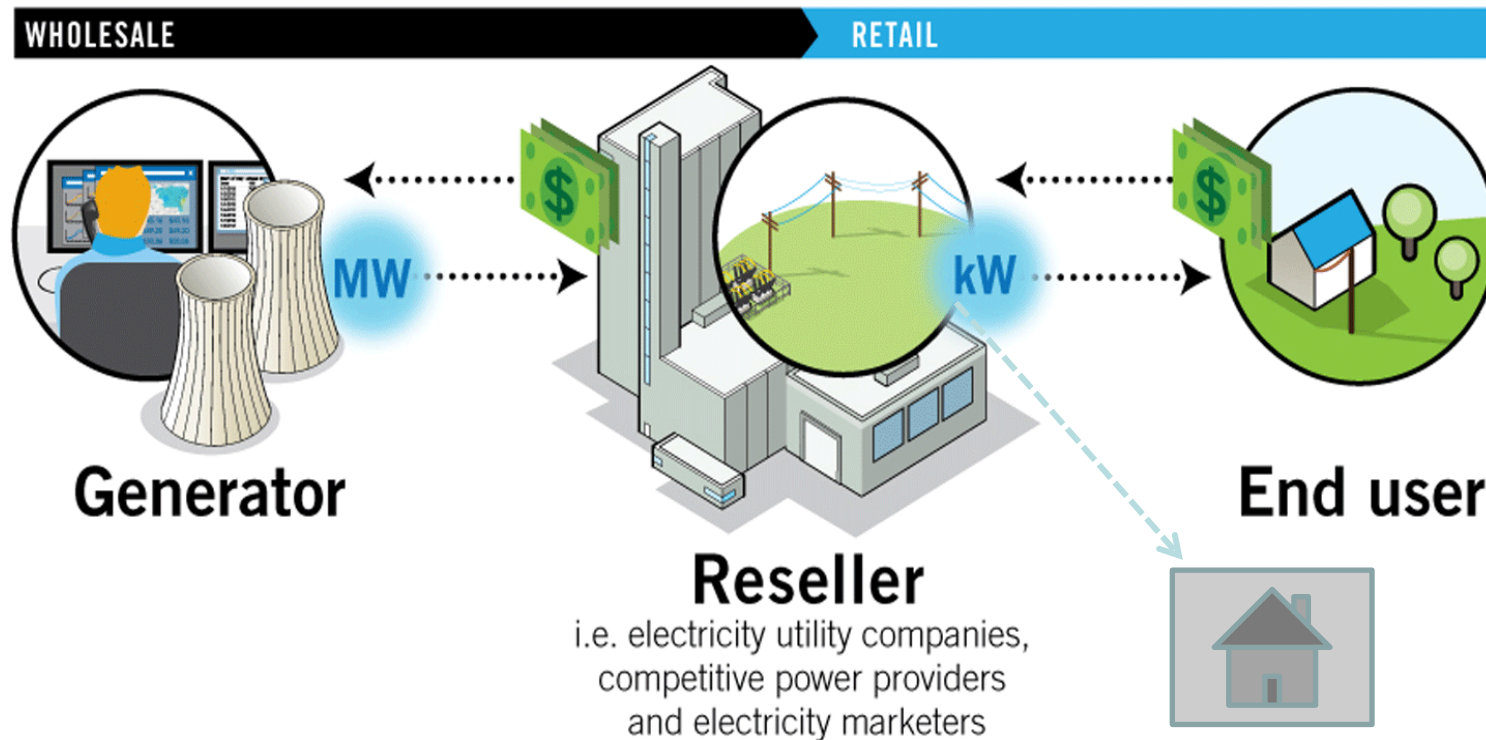 WHOLESALE
RETAIL
$
$
MW
kW
Generator
End user
Reseller
i.e. electricity utility companies,
competitive power providers
and electricity marketers